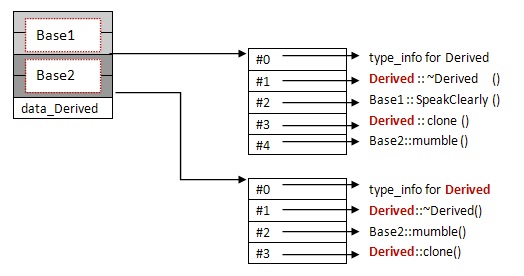 Base1
Base2
data_Derived
#0 type_info for Derived
#1 Derived::~Derived ()
#2 Base1::SpeakClearly ()
#3 Derived::clone ()
#4 Base2::mumble()
#0 type_info for Derived
#1 Derived::~Derived()
#2 Base2::mumble()
#3 Derived::clone()